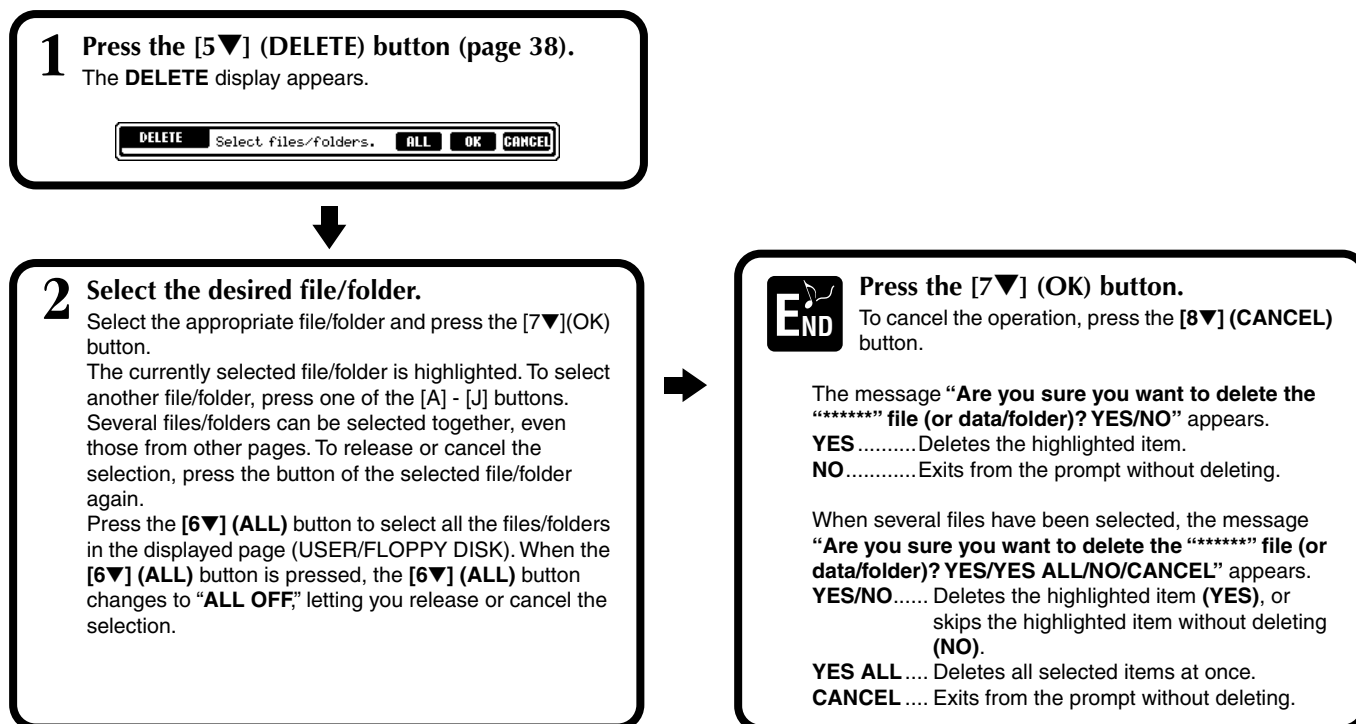 1 Press the [5▼] (DELETE) button (page 38).
The DELETE display appears.
DELETE Select files/folders. ALL OK CANCEL
2 Select the desired file/folder.
Select the appropriate file/folder and press the [7▼](OK)
button.
The currently selected file/folder is highlighted. To select
another file/folder, press one of the [A] - [J] buttons.
Several files/folders can be selected together, even
those from other pages. To release or cancel the
selection, press the button of the selected file/folder
again.
Press the [6▼] (ALL) button to select all the files/folders
in the displayed page (USER/FLOPPY DISK). When the
[6▼] (ALL) button is pressed, the [6▼] (ALL) button
changes to “ALL OFF,” letting you release or cancel the
selection.
END Press the [7▼] (OK) button.
To cancel the operation, press the [8▼] (CANCEL)
button.
The message “Are you sure you want to delete the
“******” file (or data/folder)? YES/NO” appears.
YES ..........Deletes the highlighted item.
NO............Exits from the prompt without deleting.
When several files have been selected, the message
“Are you sure you want to delete the “******” file (or
data/folder)? YES/YES ALL/NO/CANCEL” appears.
YES/NO...... Deletes the highlighted item (YES), or
skips the highlighted item without deleting
(NO).
YES ALL.... Deletes all selected items at once.
CANCEL .... Exits from the prompt without deleting.